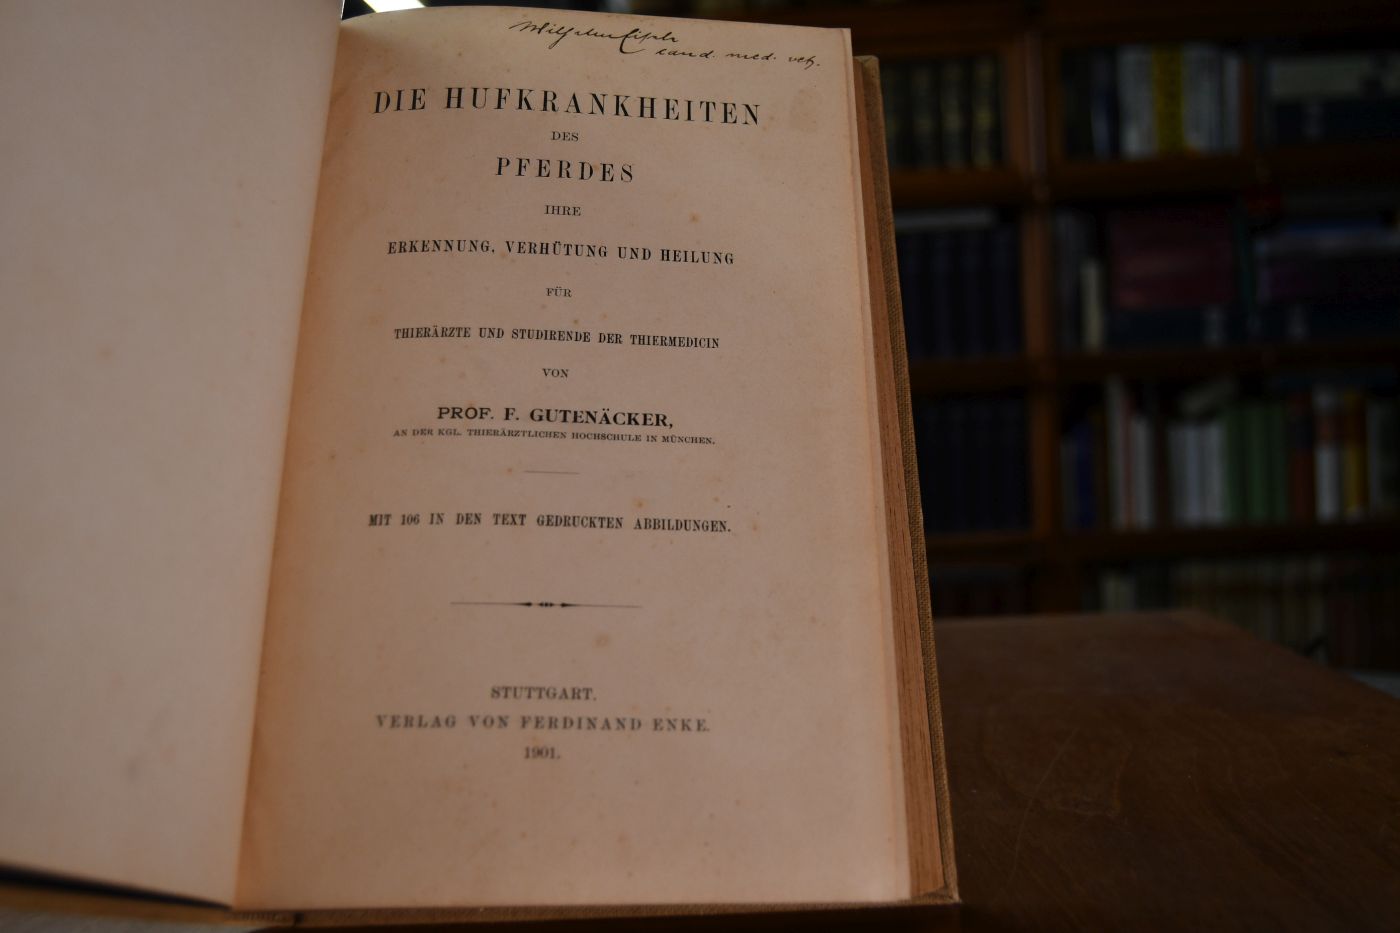 Wilhelm
cand. med. vet.
DIE HUFKRANKHEITEN
DES
PFERDES
IHRE
ERKENNUNG, VERHÜTUNG UND HEILUNG
FÜR
THIERÄRZTE UND STUDIRENDE DER THIERMEDICIN
VON
PROF. F. GUTENÄCKER,
AN DER KGL. THIERÄRZTLICHEN HOCHSCHULE IN MÜNCHEN.
MIT 106 IN DEN TEXT GEDRUCKTEN ABBILDUNGEN.
STUTTGART.
VERLAG VON FERDINAND ENKE.
1901.